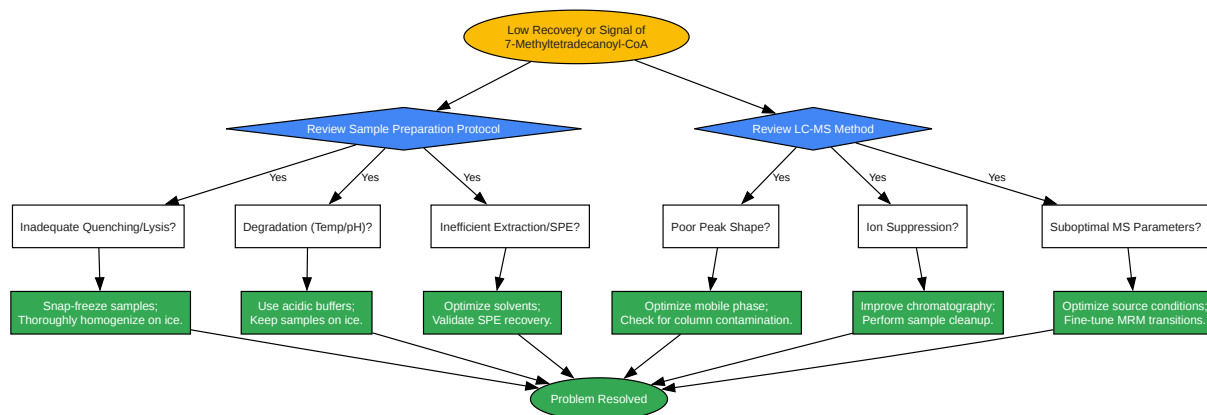 Low Recovery or Signal of
7-Methyltetradecanoyl-CoA
Review Sample Preparation Protocol
Review LC-MS Method
Yes
Yes
Yes
Yes
Yes
Yes
Inadequate Quenching/Lysis?
Degradation (Temp/pH)?
Inefficient Extraction/SPE?
Poor Peak Shape?
Ion Suppression?
Suboptimal MS Parameters?
Snap-freeze samples;
Thoroughly homogenize on ice.
Use acidic buffers;
Keep samples on ice.
Optimize solvents;
Validate SPE recovery.
Optimize mobile phase;
Check for column contamination.
Improve chromatography;
Perform sample cleanup.
Optimize source conditions;
Fine-tune MRM transitions.
Problem Resolved